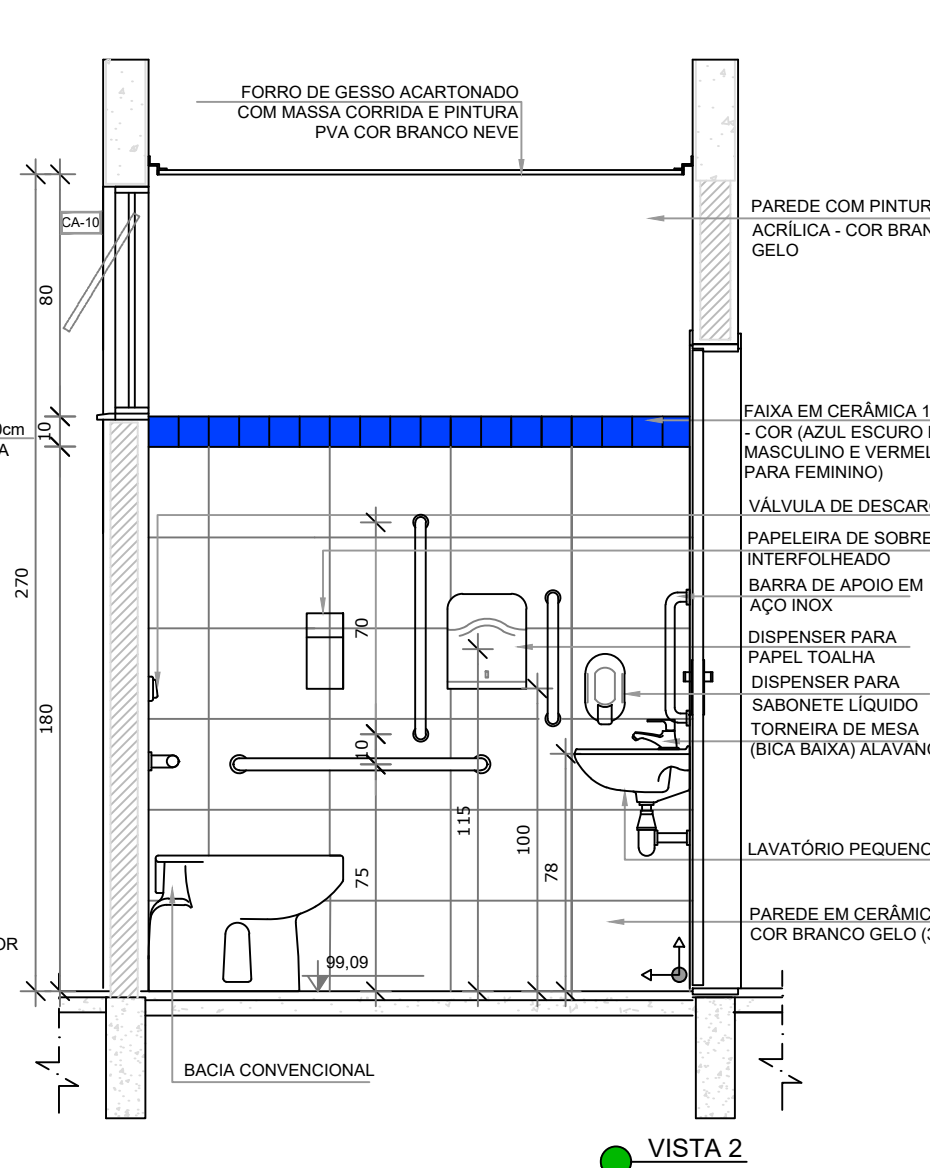 FORRO DE GESSO ACARTONADO
COM MASSA CORRIDA E PINTURA
PVA COR BRANCO NEVE
CA-10
PAREDE COM PINTUR
ACRÍLICA - COR BRAN
GELO
80
FAIXA EM CERÂMICA 1
- COR (AZUL ESCURO
MASCULINO E VERMEL
PARA FEMININO)
0cm
A
10
VÁLVULA DE DESCAR
PAPELEIRA DE SOBRE
INTERFOLHEADO
BARRA DE APOIO EM
AÇO INOX
DISPENSER PARA
PAPEL TOALHA
DISPENSER PARA
SABONETE LÍQUIDO
TORNEIRA DE MESA
(BICA BAIXA) ALAVAN
270
180
70
10
75
115
100
78
LAVATÓRIO PEQUENO
PAREDE EM CERÂMIC
COR BRANCO GELO (3
OR
99,09
BACIA CONVENCIONAL
VISTA 2